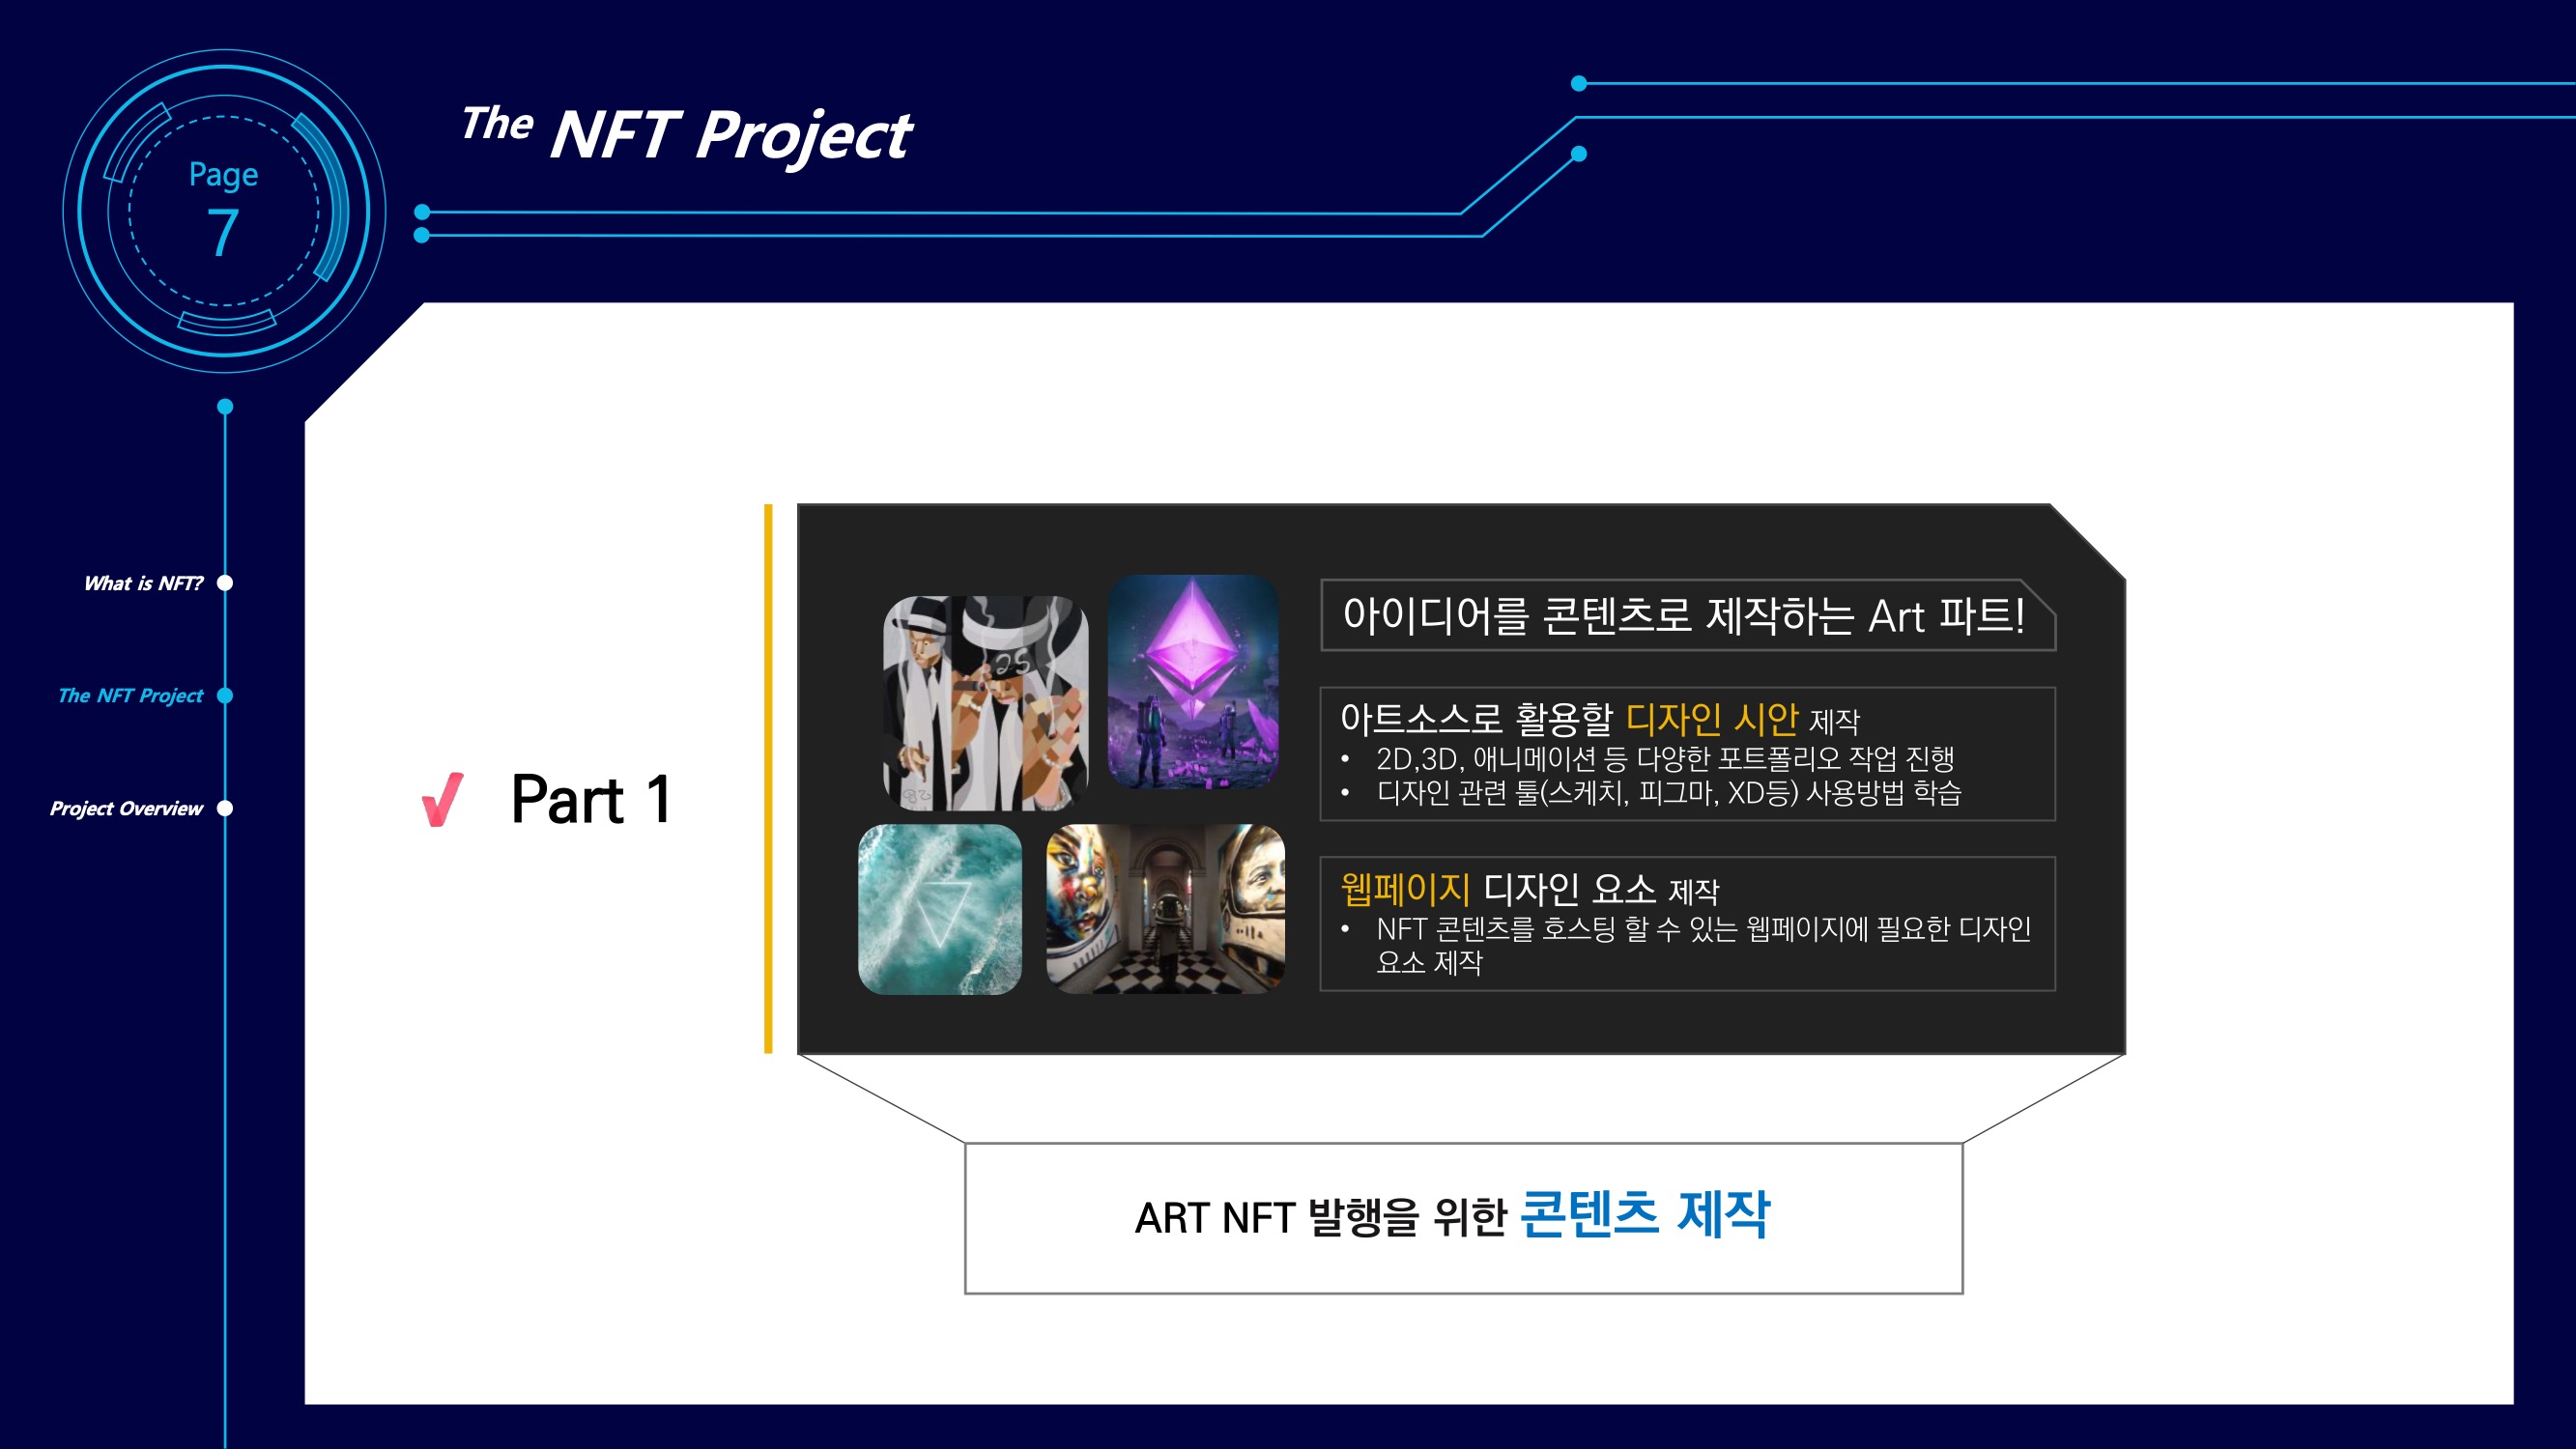 Page
7
The NFT Project
What is NFT?
The NFT Project
Project Overview
Part 1
아이디어를 콘텐츠로 제작하는 Art 파트!
아트소스로 활용할 디자인 시안 제작
• 2D,3D, 애니메이션 등 다양한 포트폴리오 작업 진행
• 디자인 관련 툴(스케치, 피그마, XD등) 사용방법 학습
웹페이지 디자인 요소 제작
• NFT 콘텐츠를 호스팅 할 수 있는 웹페이지에 필요한 디자인
요소 제작
ART NFT 발행을 위한 콘텐츠 제작